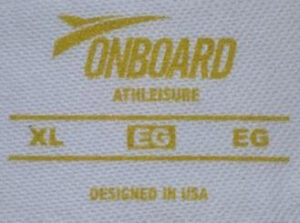 ONBOARD
ATHLEISURE
XL EG EG
DESIGNED IN USA